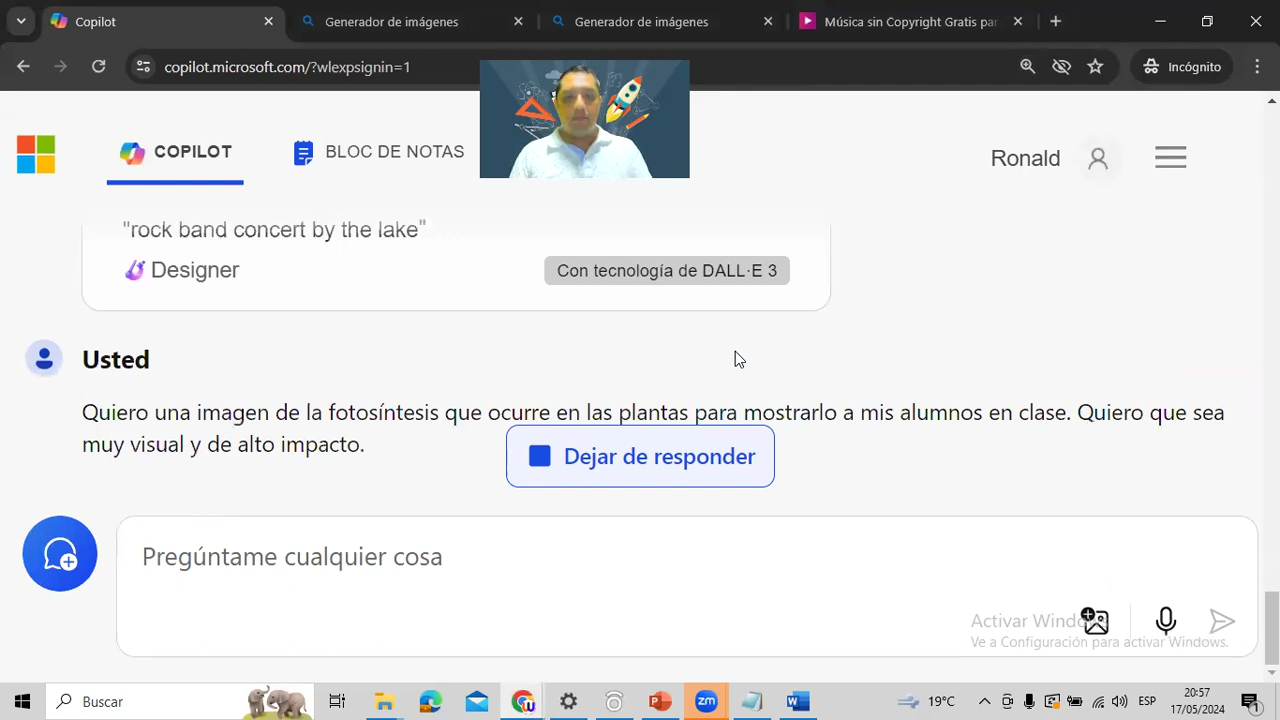 Copilot
Generador de imágenes
Generador de imágenes
Música sin Copyright Gratis par
copilot.microsoft.com/?wlexpsignin=1
Incógnito
COPILOT
BLOC DE NOTAS
Ronald
"rock band concert by the lake"
Designer
Con tecnología de DALL·E 3
Usted
Quiero una imagen de la fotosíntesis que ocurre en las plantas para mostrarlo a mis alumnos en clase. Quiero que sea
muy visual y de alto impacto.
Dejar de responder
Pregúntame cualquier cosa
Activar Windows
Ve a Configuración para activar Windows.
Buscar
19°C
ESP
20:57
17/05/2024
1